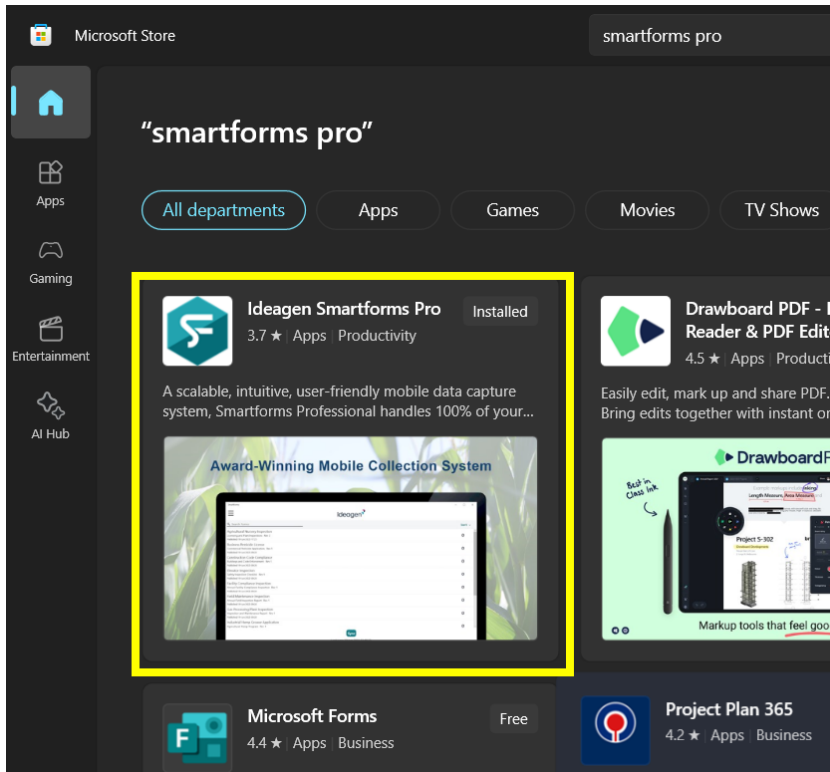 Microsoft Store
smartforms pro
"smartforms pro"
Apps
Gaming
Entertainment
AI Hub
All departments
Apps
Games
Movies
TV Shows
Ideagen Smartforms Pro
Installed
3.7 ★ Apps Productivity
A scalable, intuitive, user-friendly mobile data capture
system, Smartforms Professional handles 100% of your...
Award-Winning Mobile Collection System
Ideagen
Drawboard PDF -
Reader & PDF Edit
4.5 ★ Apps Producti
Easily edit, mark up and share PDF.
Bring edits together with instant or
Drawboard
Best in
Class Ink
Length Measure, Area Measure
Project S-302
Markup tools that feel goo
Microsoft Forms
Free
4.4 ★ Apps Business
Project Plan 365
4.2 ★ Apps Business